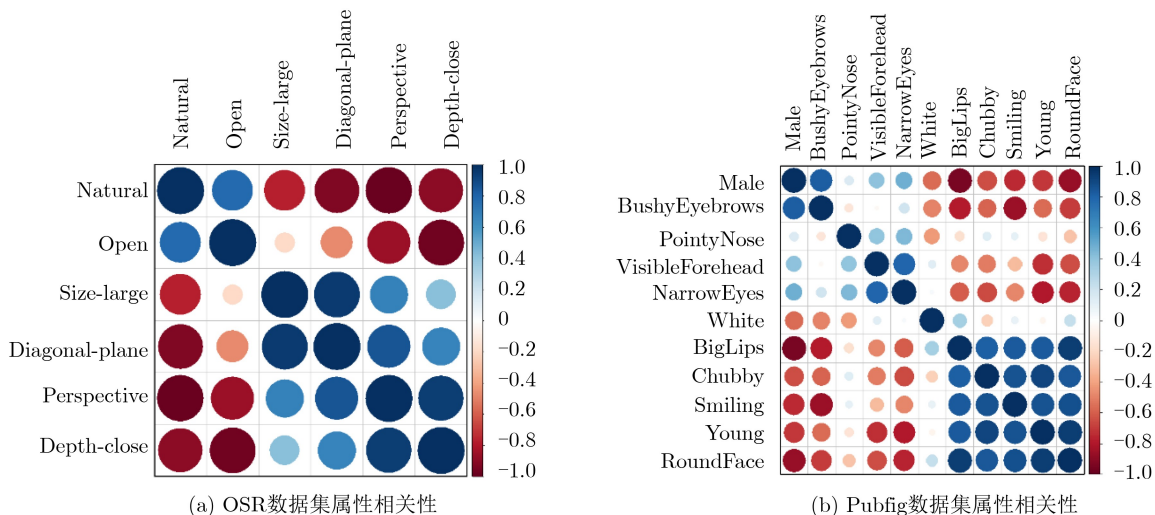 Natural
Open
Size-large
Diagonal-plane
Perspective
Depth-close
Natural
Open
Size-large
Diagonal-plane
Perspective
Depth-close
1.0
0.8
0.6
0.4
0.2
0
−0.2
−0.4
−0.6
−0.8
−1.0
(a) OSR数据集属性相关性
Male
BushyEyebrows
PointyNose
VisibleForehead
NarrowEyes
White
BigLips
Chubby
Smiling
Young
RoundFace
Male
BushyEyebrows
PointyNose
VisibleForehead
NarrowEyes
White
BigLips
Chubby
Smiling
Young
RoundFace
1.0
0.8
0.6
0.4
0.2
0
−0.2
−0.4
−0.6
−0.8
−1.0
(b) Pubfig数据集属性相关性